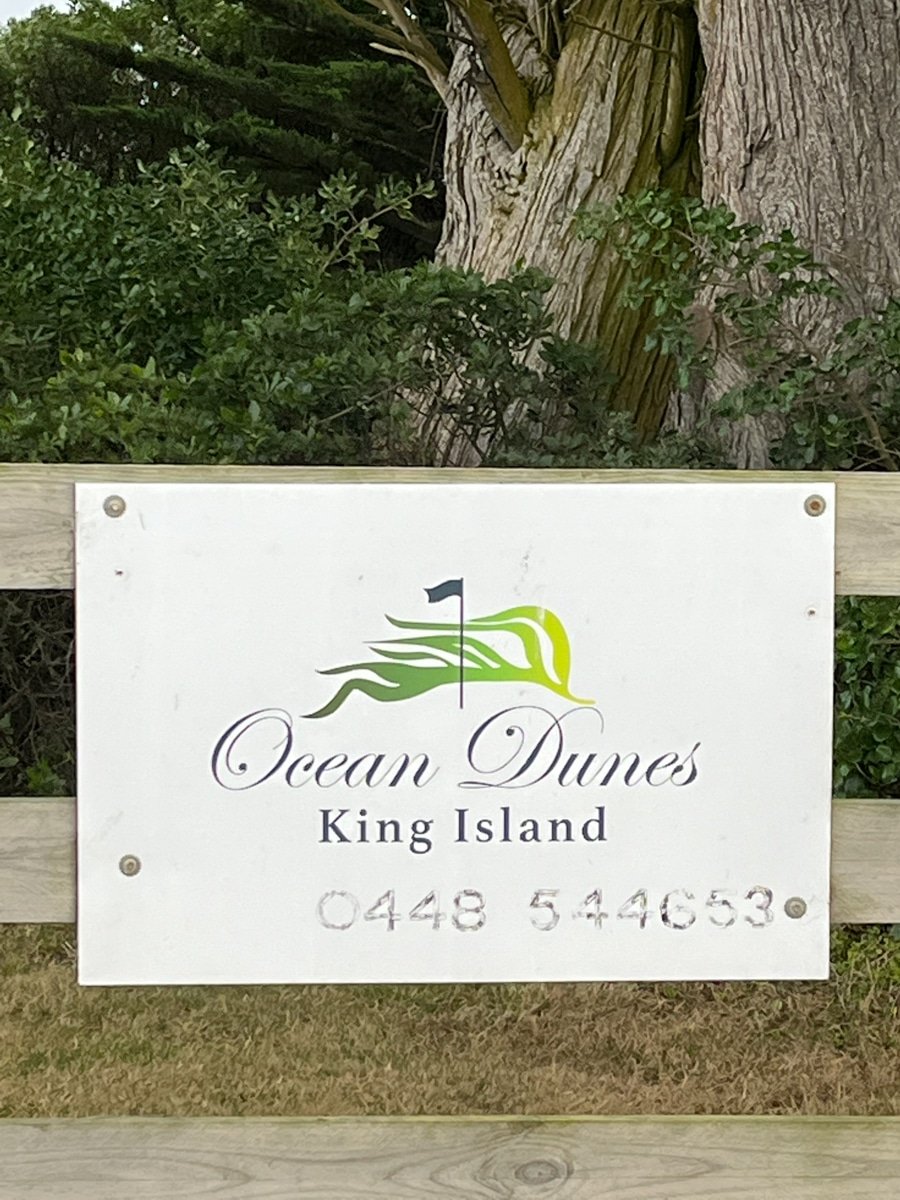 Ocean Dunes
King Island
0448 544653